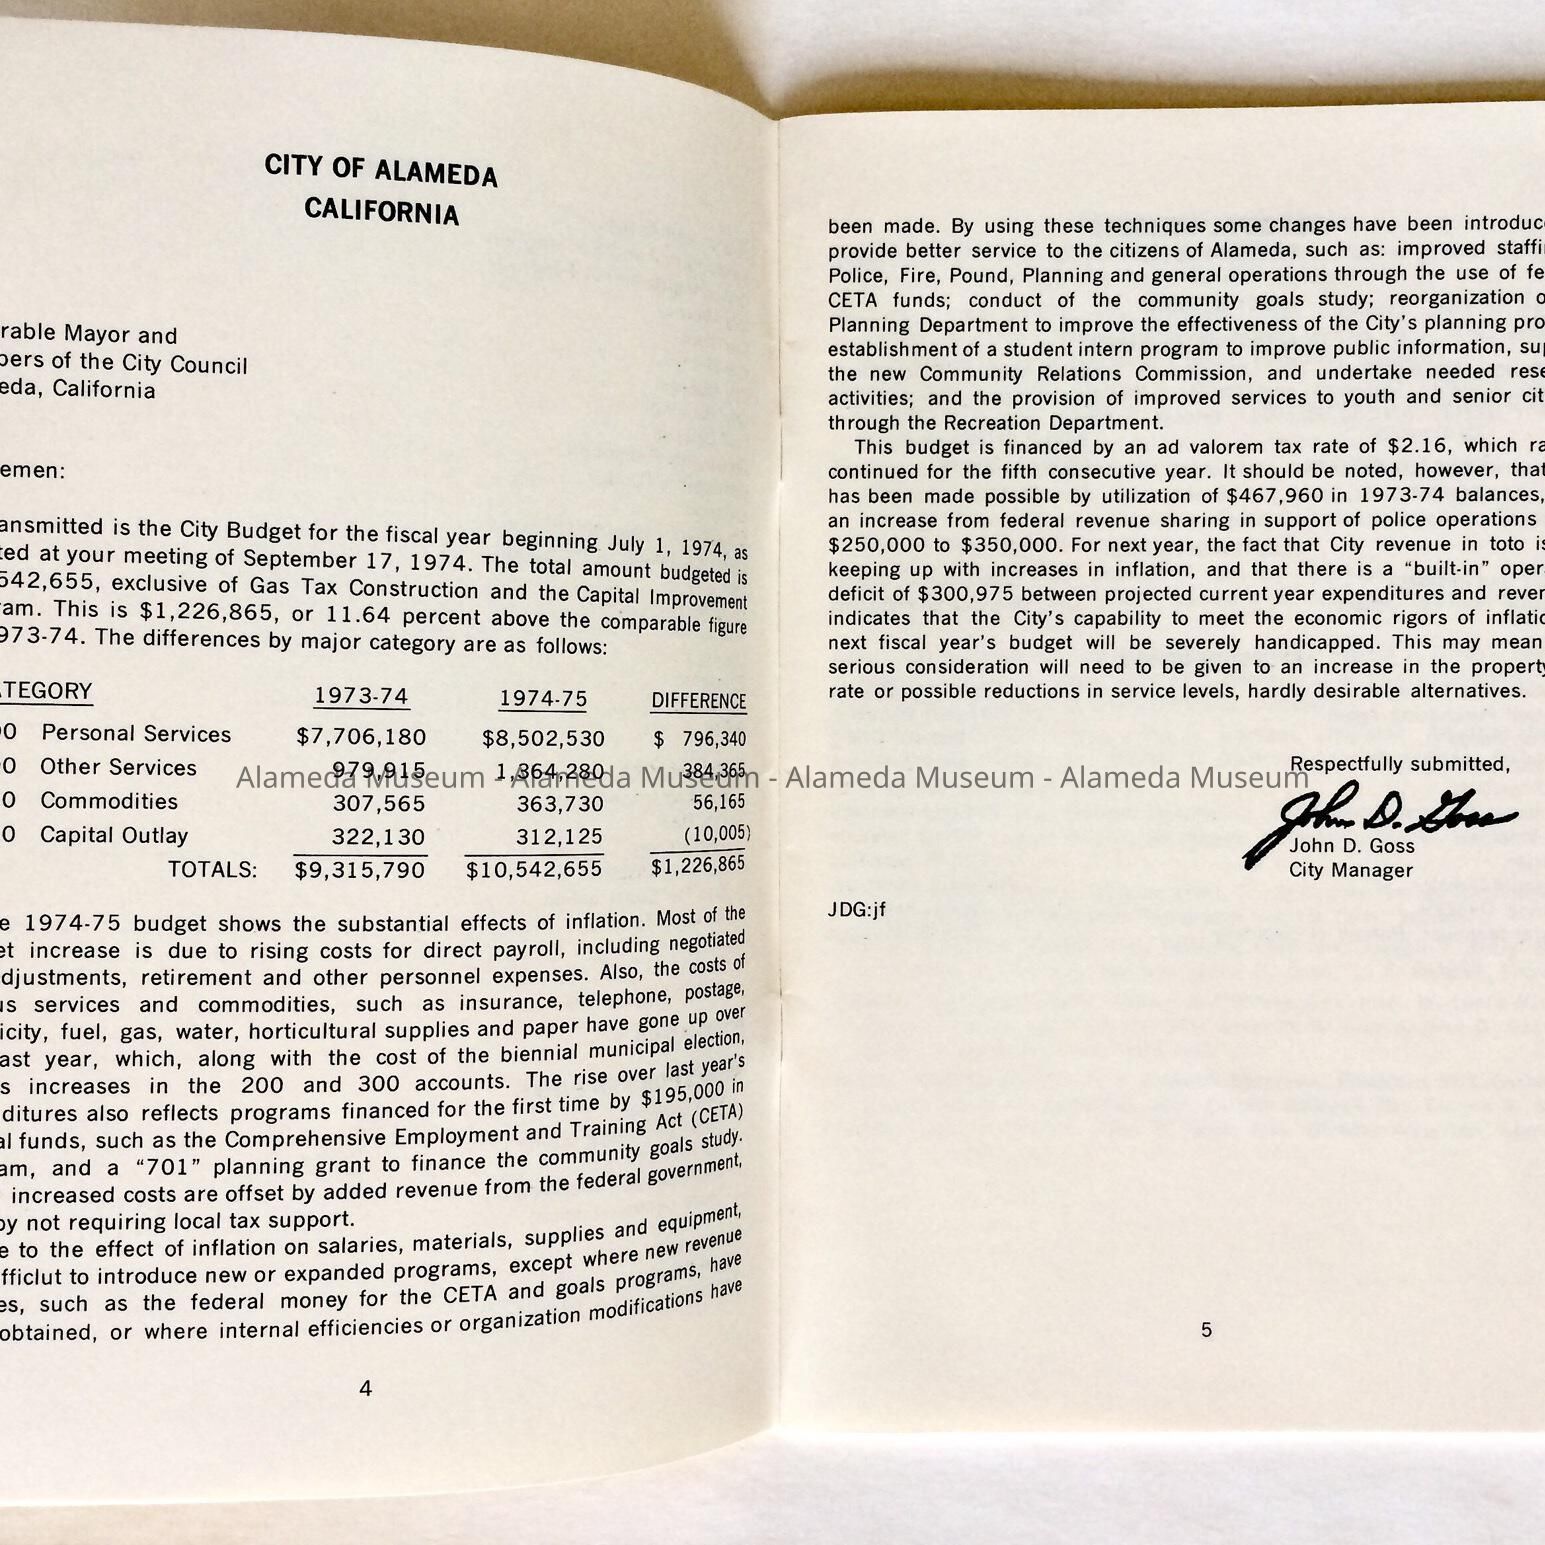 CITY OF ALAMEDA
CALIFORNIA
rable Mayor and
bers of the City Council
eda, California
emen:
ansmitted is the City Budget for the fiscal year beginning July 1, 1974, as
ted at your meeting of September 17, 1974. The total amount budgeted is
542,655, exclusive of Gas Tax Construction and the Capital Improvement
ram. This is $1,226,865, or 11.64 percent above the comparable figure
973-74. The differences by major category are as follows:
ATEGORY 1973-74 1974-75 DIFFERENCE
00 Personal Services $7,706,180 $8,502,530 $ 796,340
00 Other Services 979,915 1,364,280 384,365
0 Commodities 307,565 363,730 56,165
0 Capital Outlay 322,130 312,125 (10,005)
TOTALS: $9,315,790 $10,542,655 $1,226,865
e 1974-75 budget shows the substantial effects of inflation. Most of the
et increase is due to rising costs for direct payroll, including negotiated
djustments, retirement and other personnel expenses. Also, the costs of
us services and commodities, such as insurance, telephone, postage,
icity, fuel, gas, water, horticultural supplies and paper have gone up over
ast year, which, along with the cost of the biennial municipal election,
s increases in the 200 and 300 accounts. The rise over last year's
ditures also reflects programs financed for the first time by $195,000 in
al funds, such as the Comprehensive Employment and Training Act (CETA)
am, and a "701" planning grant to finance the community goals study.
increased costs are offset by added revenue from the federal government,
by not requiring local tax support.
e to the effect of inflation on salaries, materials, supplies and equipment,
fficlut to introduce new or expanded programs, except where new revenue
es, such as the federal money for the CETA and goals programs, have
obtained, or where internal efficiencies or organization modifications have
4
been made. By using these techniques some changes have been introduc
provide better service to the citizens of Alameda, such as: improved staffi
Police, Fire, Pound, Planning and general operations through the use of fe
CETA funds; conduct of the community goals study; reorganization o
Planning Department to improve the effectiveness of the City's planning pro
establishment of a student intern program to improve public information, sup
the new Community Relations Commission, and undertake needed rese
activities; and the provision of improved services to youth and senior cit
through the Recreation Department.
This budget is financed by an ad valorem tax rate of $2.16, which ra
continued for the fifth consecutive year. It should be noted, however, that
has been made possible by utilization of $467,960 in 1973-74 balances,
an increase from federal revenue sharing in support of police operations
$250,000 to $350,000. For next year, the fact that City revenue in toto is
keeping up with increases in inflation, and that there is a "built-in" oper
deficit of $300,975 between projected current year expenditures and rever
indicates that the City's capability to meet the economic rigors of inflatio
next fiscal year's budget will be severely handicapped. This may mean
serious consideration will need to be given to an increase in the property
rate or possible reductions in service levels, hardly desirable alternatives.
Respectfully submitted,
John D. Goss
John D. Goss
City Manager
JDG:jf
5
Alameda Museum - Alameda Museum - Alameda Museum - Alameda Museum